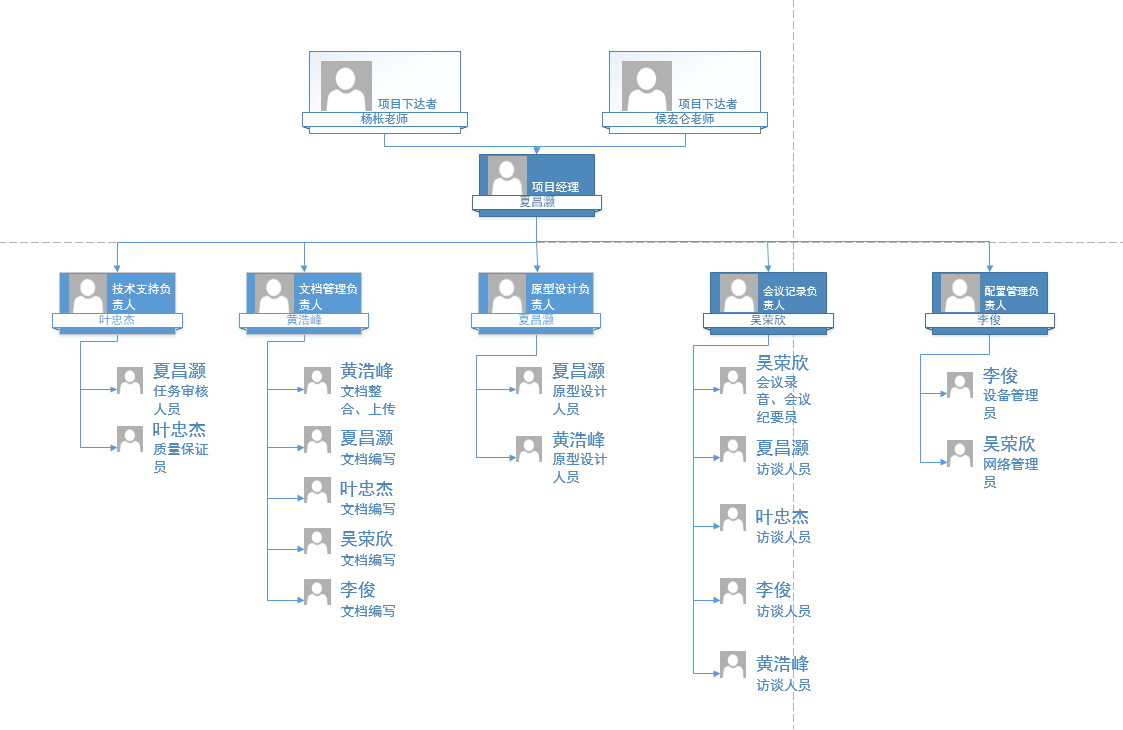 项目下达者
杨枨老师
项目下达者
侯宏仑老师
项目经理
夏昌灏
技术支持负
责人
叶忠杰
夏昌灏
任务审核
人员
叶忠杰
质量保证
员
文档管理负
责人
黄浩峰
黄浩峰
文档整
合、上传
夏昌灏
文档编写
叶忠杰
文档编写
吴荣欣
文档编写
李俊
文档编写
原型设计负
责人
夏昌灏
夏昌灏
原型设计
人员
黄浩峰
原型设计
人员
会议记录负
责人
吴荣欣
吴荣欣
会议录
音、会议
纪要员
夏昌灏
访谈人员
叶忠杰
访谈人员
李俊
访谈人员
黄浩峰
访谈人员
配置管理负
责人
李俊
李俊
设备管理
员
吴荣欣
网络管理
员